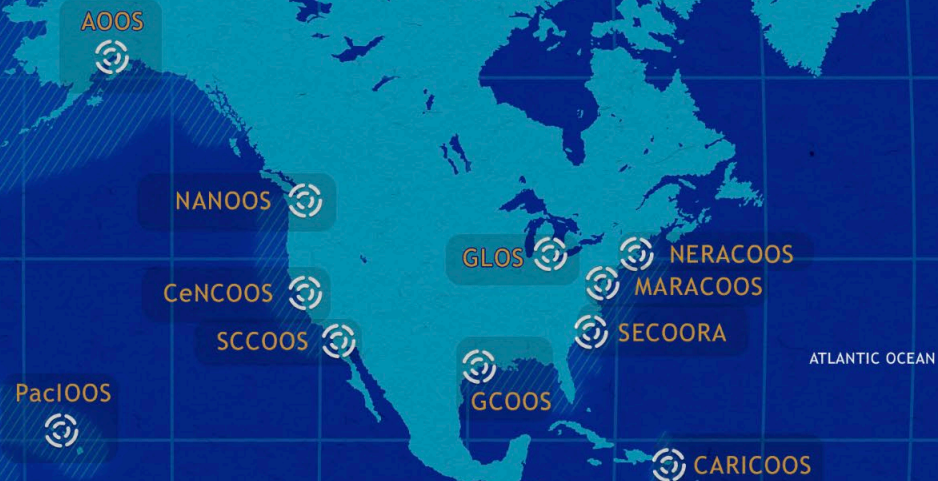 AOOS
NANOOS
GLOS
NERACOOS
MARACOOS
CeNCOOS
SECOORA
SCCOOS
ATLANTIC OCEAN
PacIOOS
GCOOS
CARICOOS